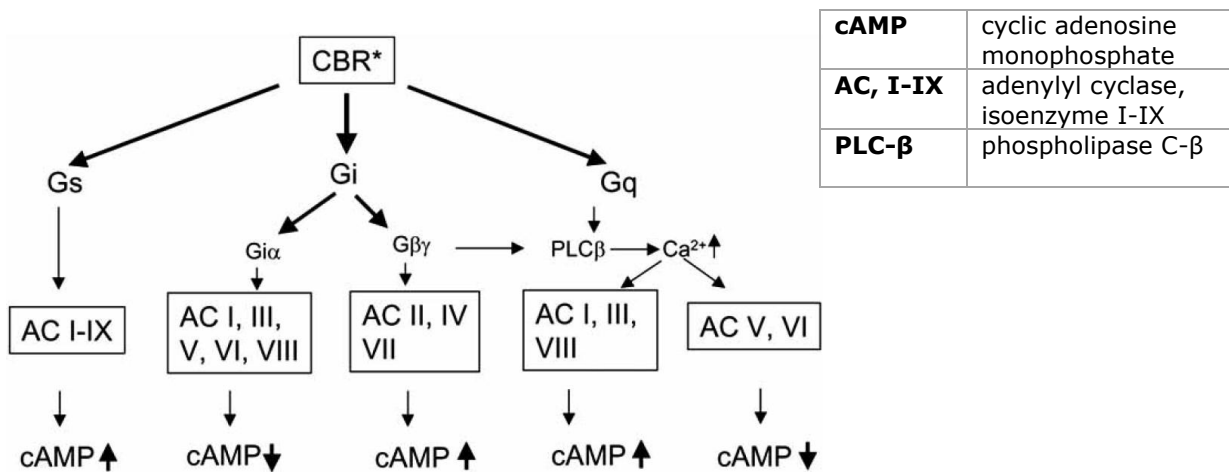 CBR*
Gs
Gi
Gq
Giα
Gβγ
PLCβ
Ca²⁺
AC I-IX
AC I, III,
V, VI, VIII
AC II, IV
VII
AC I, III,
VIII
AC V, VI
cAMP
cAMP
cAMP
cAMP
cAMP
cAMP cyclic adenosine
monophosphate
AC, I-IX adenylyl cyclase,
isoenzyme I-IX
PLC-β phospholipase C-β